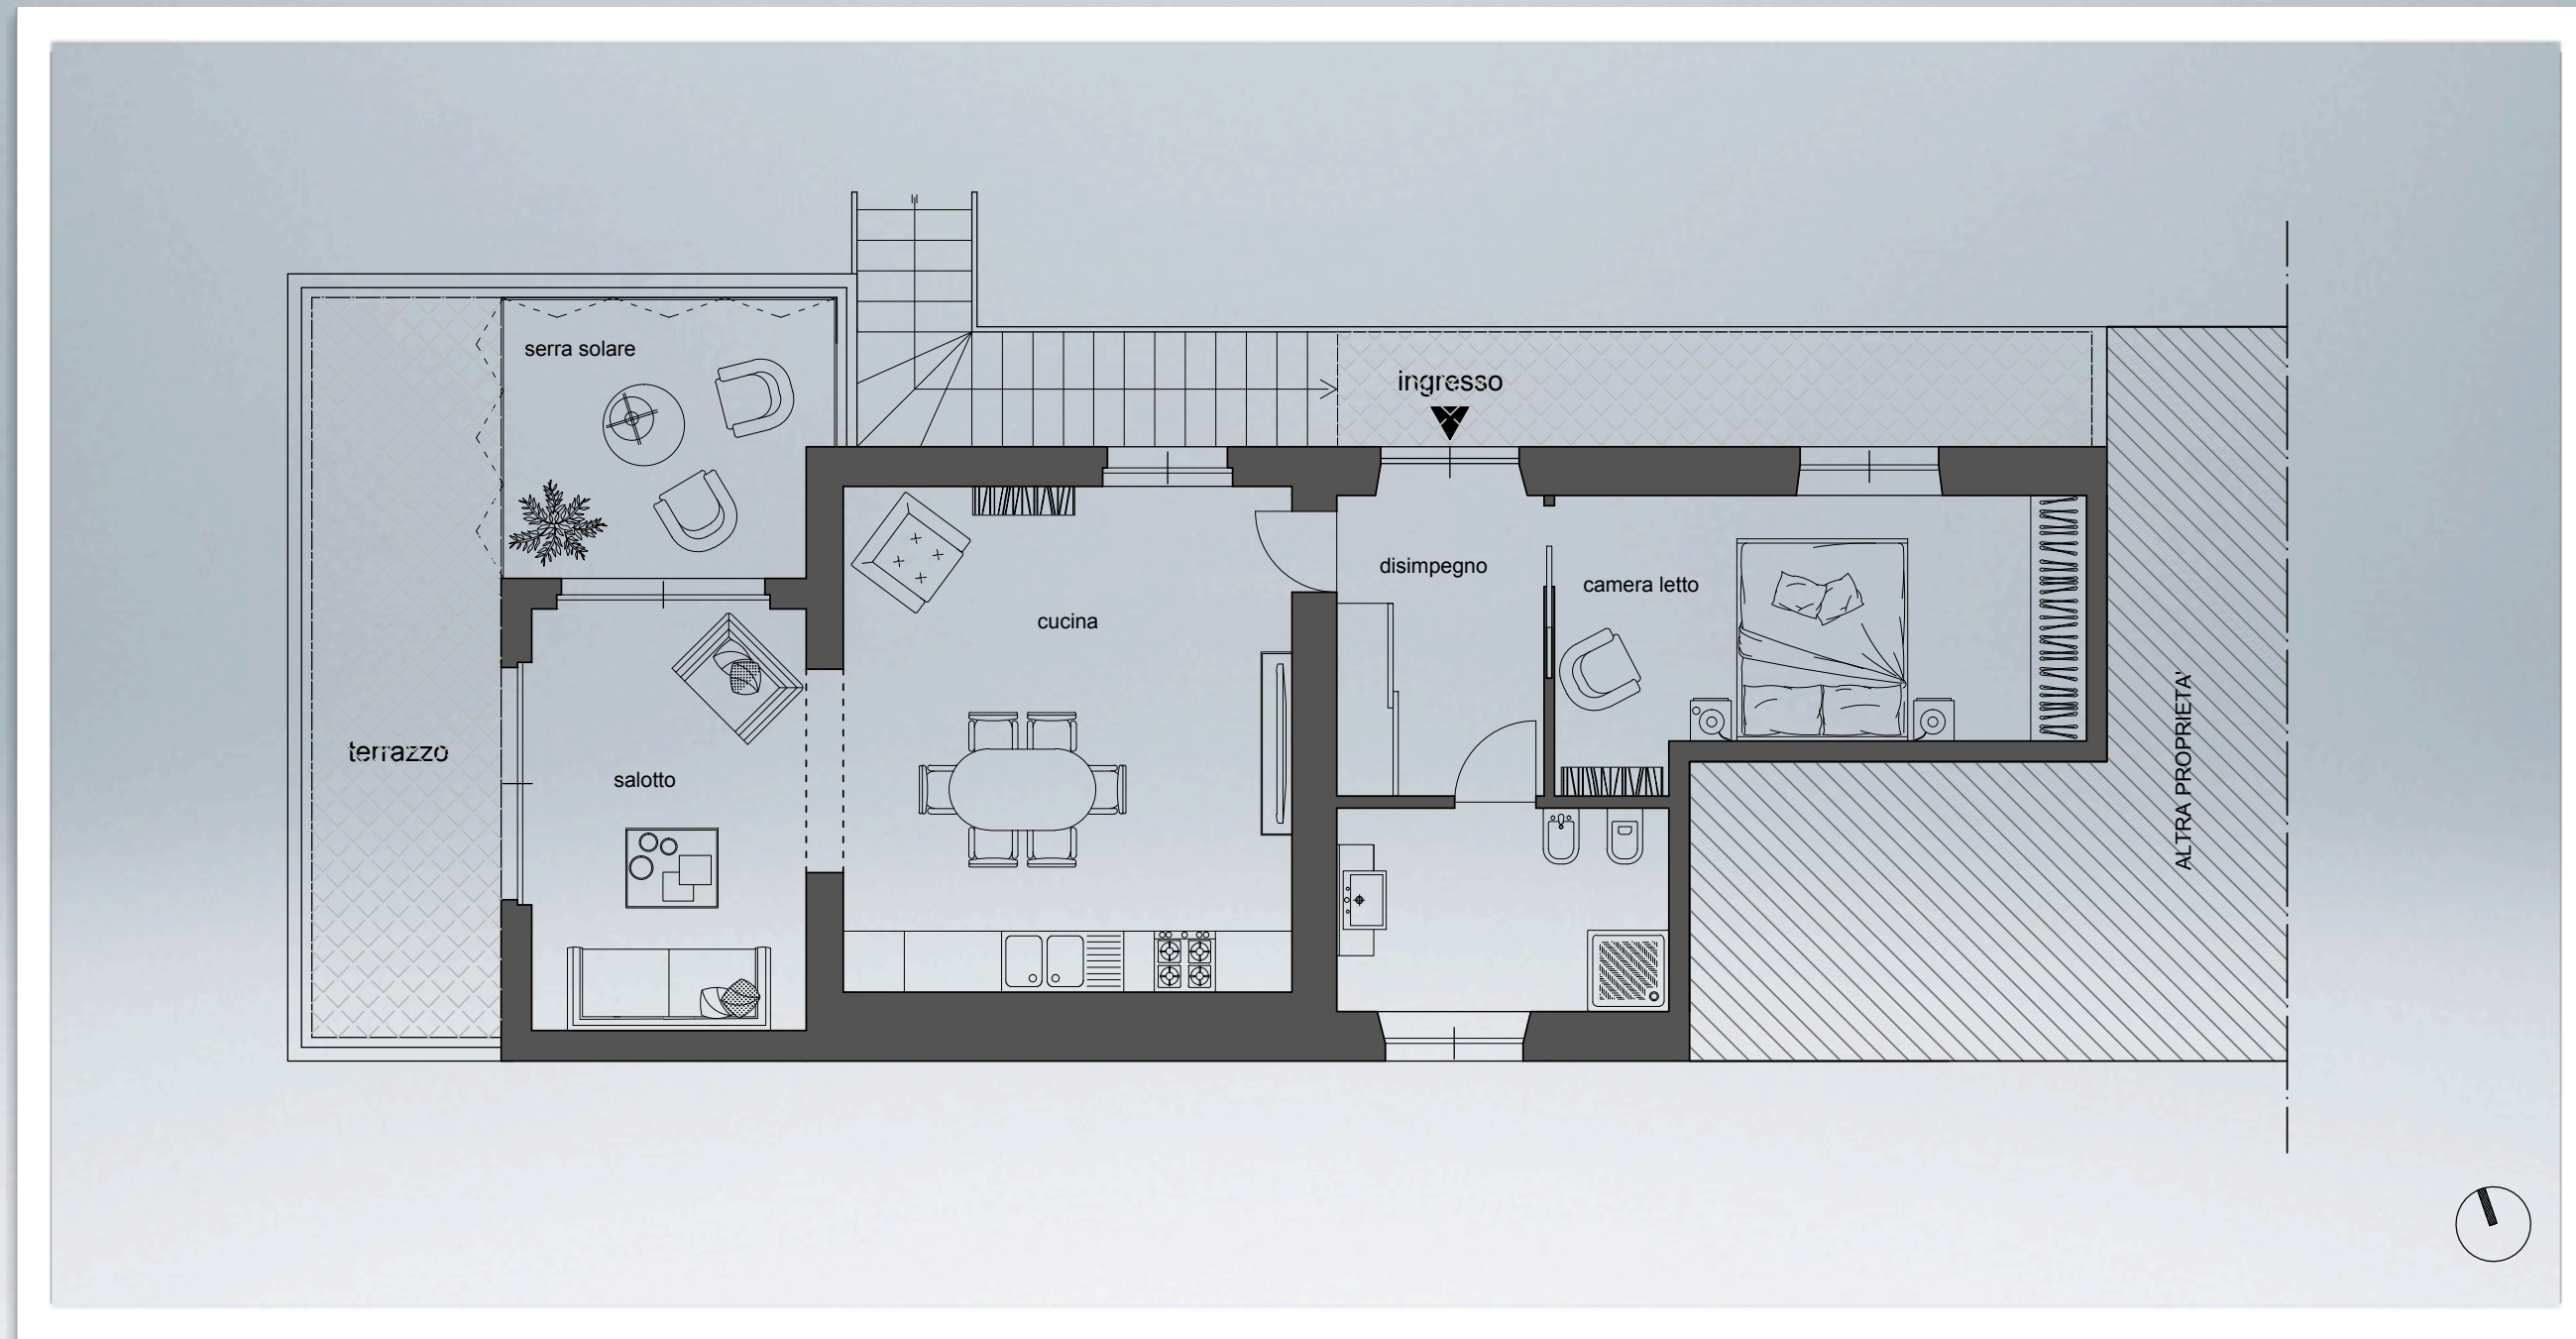 serra solare
ingresso
disimpegno
camera letto
cucina
terrazzo
salotto
ALTRA PROPRIETA'